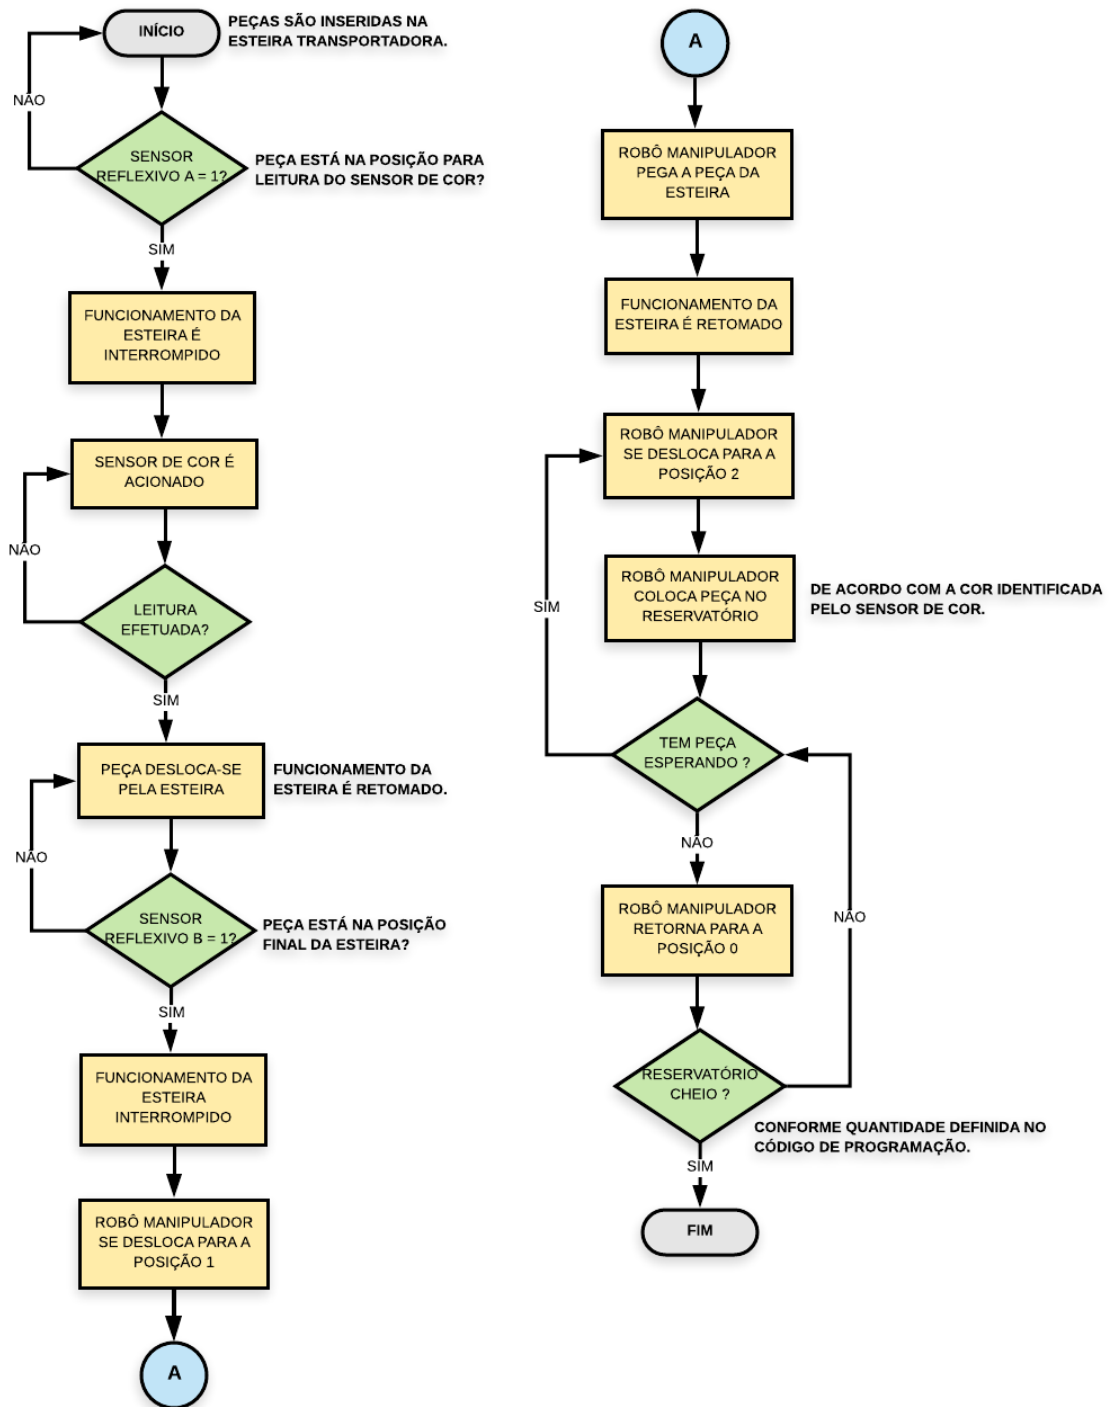 INÍCIO
PEÇAS SÃO INSERIDAS NA
ESTEIRA TRANSPORTADORA.
NÃO
SENSOR
REFLEXIVO A = 1?
PEÇA ESTÁ NA POSIÇÃO PARA
LEITURA DO SENSOR DE COR?
SIM
FUNCIONAMENTO DA
ESTEIRA É
INTERROMPIDO
SENSOR DE COR É
ACIONADO
NÃO
LEITURA
EFETUADA?
SIM
PEÇA DESLOCA-SE
PELA ESTEIRA
FUNCIONAMENTO DA
ESTEIRA É RETOMADO.
NÃO
SENSOR
REFLEXIVO B = 1?
PEÇA ESTÁ NA POSIÇÃO
FINAL DA ESTEIRA?
SIM
FUNCIONAMENTO DA
ESTEIRA
INTERROMPIDO
ROBÔ MANIPULADOR
SE DESLOCA PARA A
POSIÇÃO 1
A
A
ROBÔ MANIPULADOR
PEGA A PEÇA DA
ESTEIRA
FUNCIONAMENTO DA
ESTEIRA É RETOMADO
ROBÔ MANIPULADOR
SE DESLOCA PARA A
POSIÇÃO 2
ROBÔ MANIPULADOR
COLOCA PEÇA NO
RESERVATÓRIO
DE ACORDO COM A COR IDENTIFICADA
PELO SENSOR DE COR.
SIM
TEM PEÇA
ESPERANDO ?
NÃO
ROBÔ MANIPULADOR
RETORNA PARA A
POSIÇÃO 0
NÃO
RESERVATÓRIO
CHEIO ?
CONFORME QUANTIDADE DEFINIDA NO
CÓDIGO DE PROGRAMAÇÃO.
SIM
FIM